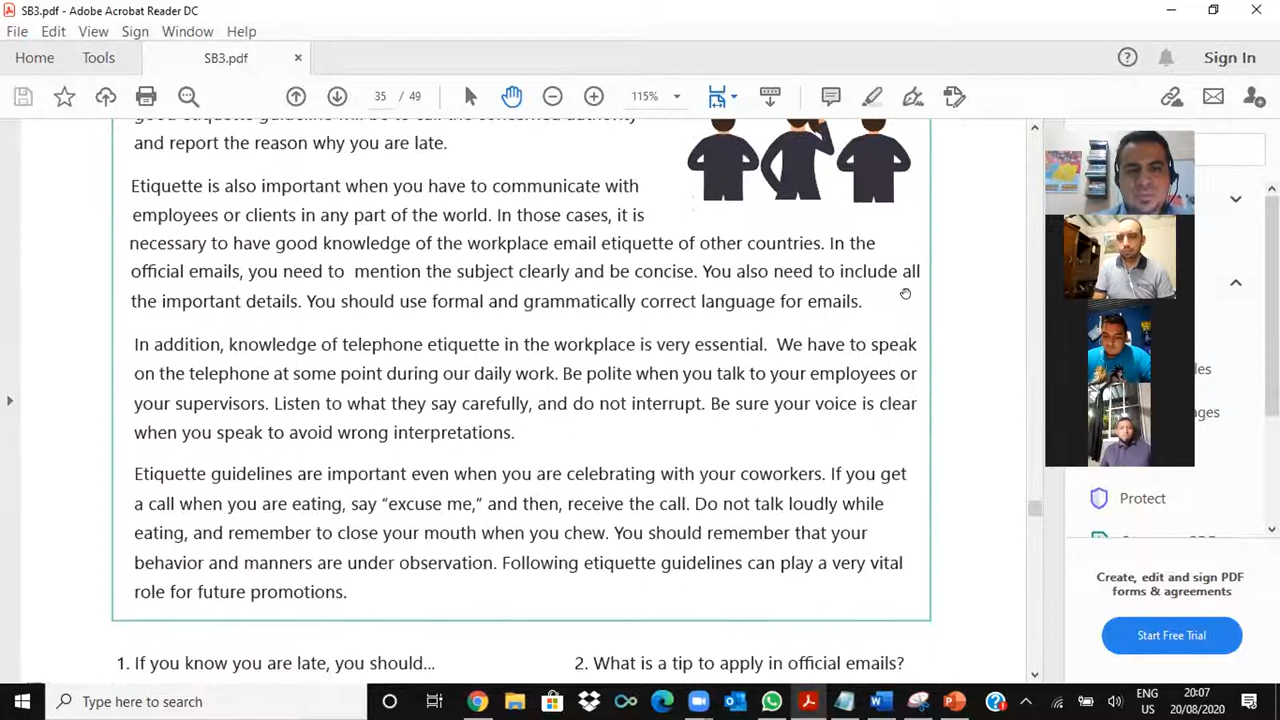 SB3.pdf - Adobe Acrobat Reader DC
File Edit View Sign Window Help
Home Tools SB3.pdf × Sign In
35 / 49 115%
good etiquette guideline will be to call the concerned authority
and report the reason why you are late.
Etiquette is also important when you have to communicate with
employees or clients in any part of the world. In those cases, it is
necessary to have good knowledge of the workplace email etiquette of other countries. In the
official emails, you need to mention the subject clearly and be concise. You also need to include all
the important details. You should use formal and grammatically correct language for emails.
In addition, knowledge of telephone etiquette in the workplace is very essential. We have to speak
on the telephone at some point during our daily work. Be polite when you talk to your employees or
your supervisors. Listen to what they say carefully, and do not interrupt. Be sure your voice is clear
when you speak to avoid wrong interpretations.
Etiquette guidelines are important even when you are celebrating with your coworkers. If you get
a call when you are eating, say “excuse me,“ and then, receive the call. Do not talk loudly while
eating, and remember to close your mouth when you chew. You should remember that your
behavior and manners are under observation. Following etiquette guidelines can play a very vital
role for future promotions.
1. If you know you are late, you should... 2. What is a tip to apply in official emails?
Protect
Create, edit and sign PDF
forms & agreements
Start Free Trial
Type here to search
ENG
US
20:07
20/08/2020